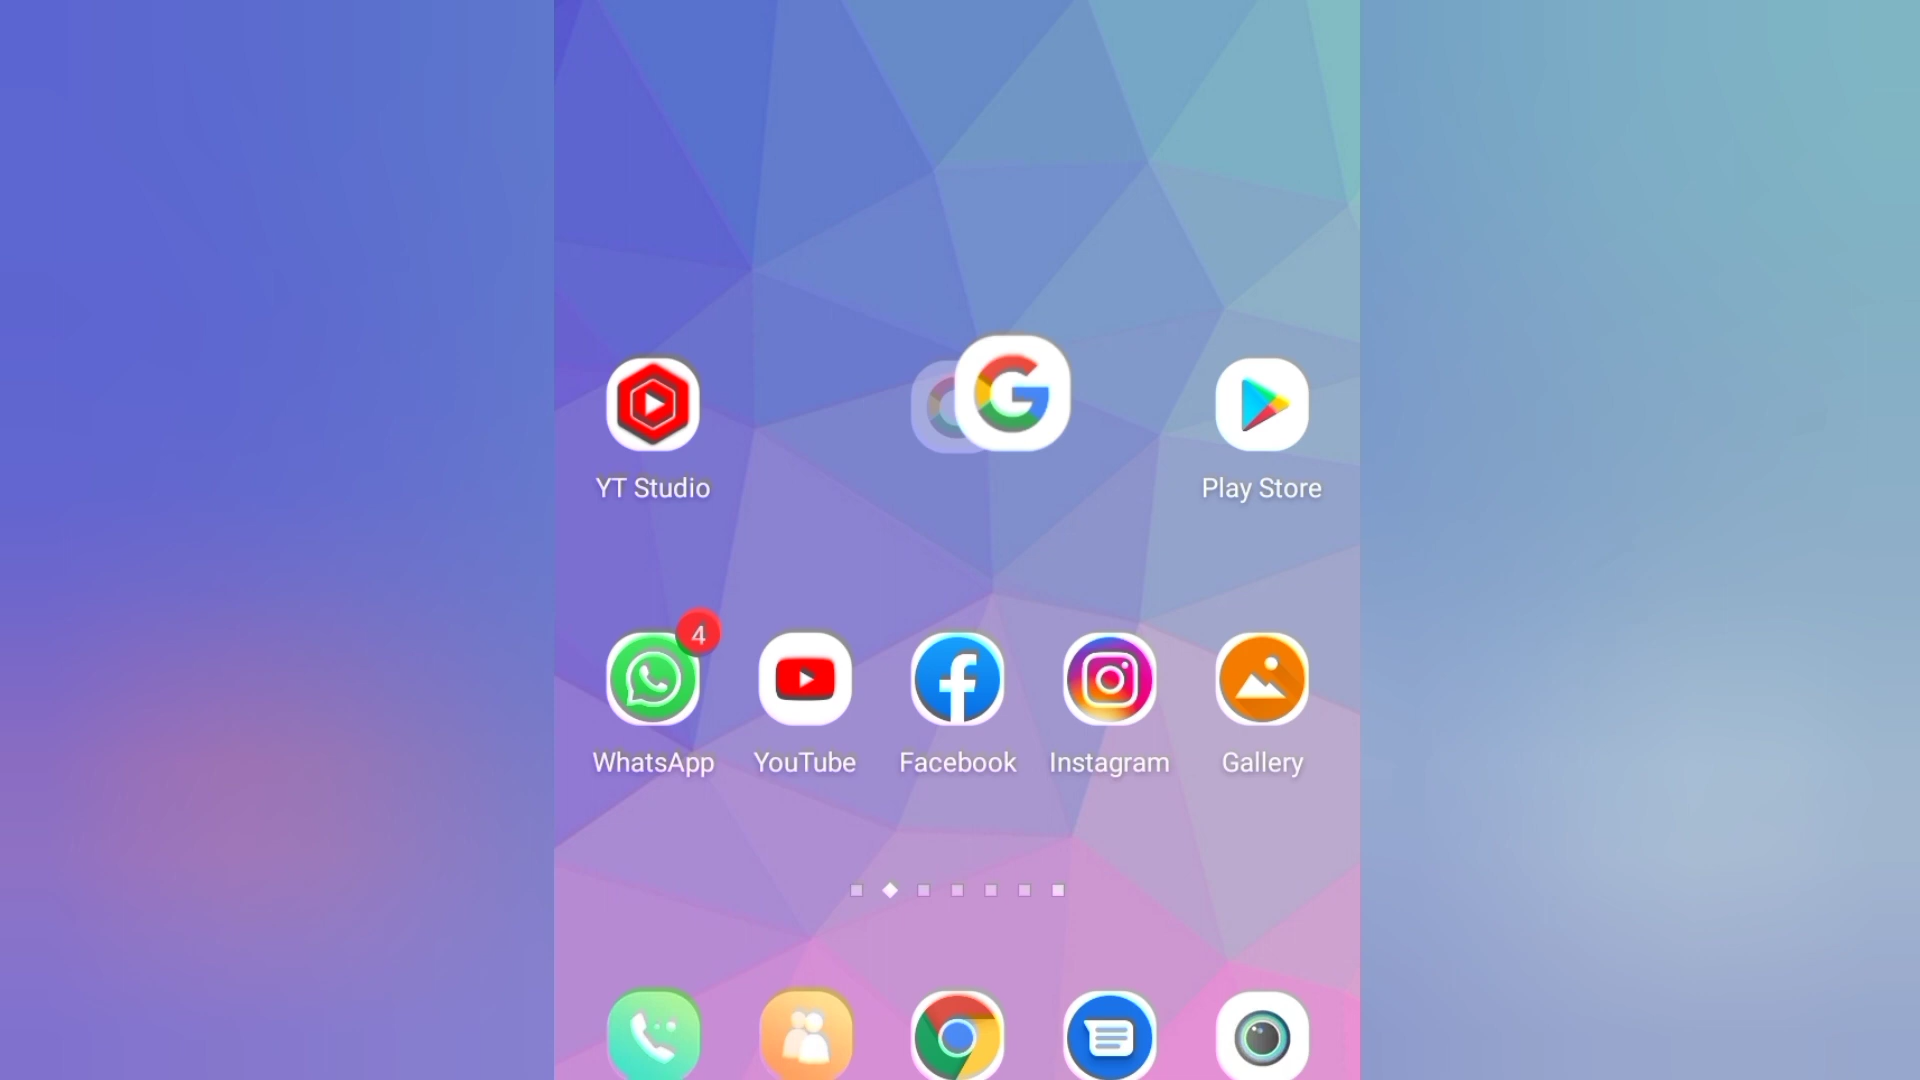 YT Studio
Play Store
4
WhatsApp
YouTube
Facebook
Instagram
Gallery